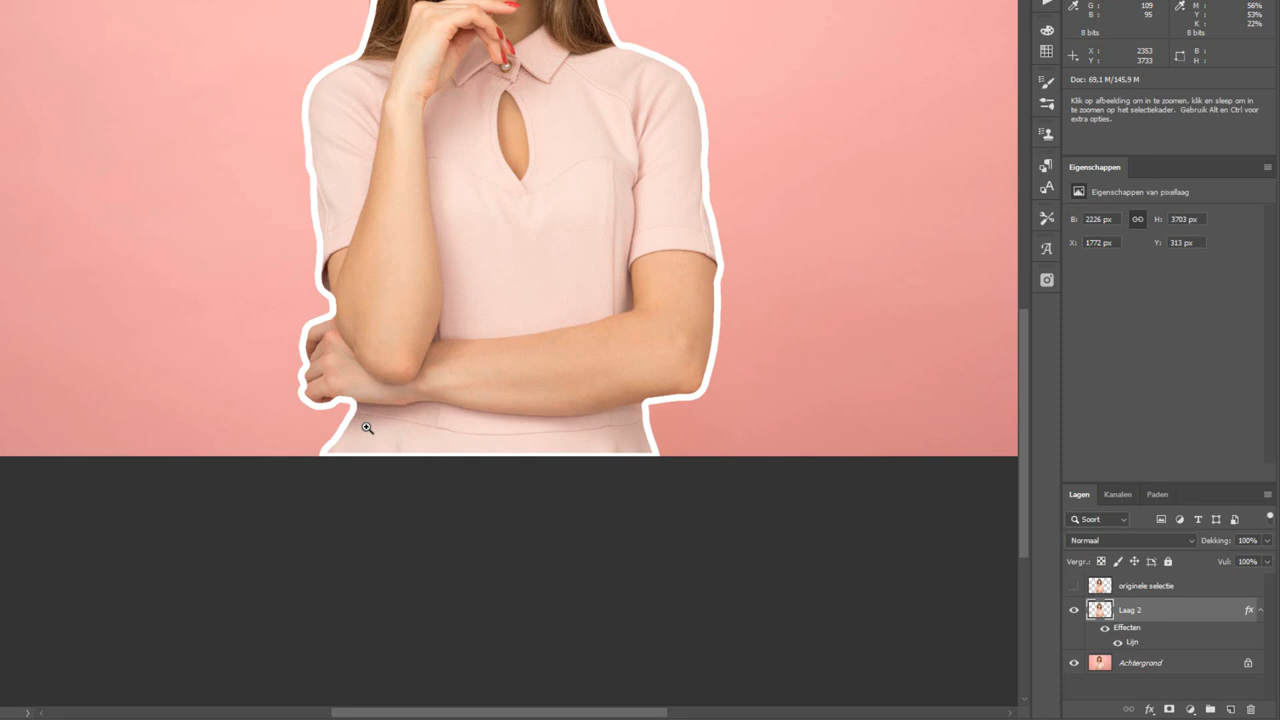 G : 109 M : 56%
B : 95 Y : 53%
K : 22%
8 bits 8 bits
X : 2353 B :
Y : 3733 H :
Doc: 69,1 M/145,9 M
Klik op afbeelding om in te zoomen, klik en sleep om in
te zoomen op het selectiekader. Gebruik Alt en Ctrl voor
extra opties.
Eigenschappen
Eigenschappen van pixellaag
B: 2226 px H: 3703 px
X: 1772 px Y: 313 px
Lagen Kanalen Paden
Soort
Normaal Dekking: 100%
Vergr.: Vul: 100%
originele selectie
Laag 2 fx
Effecten
Lijn
Achtergrond
fx